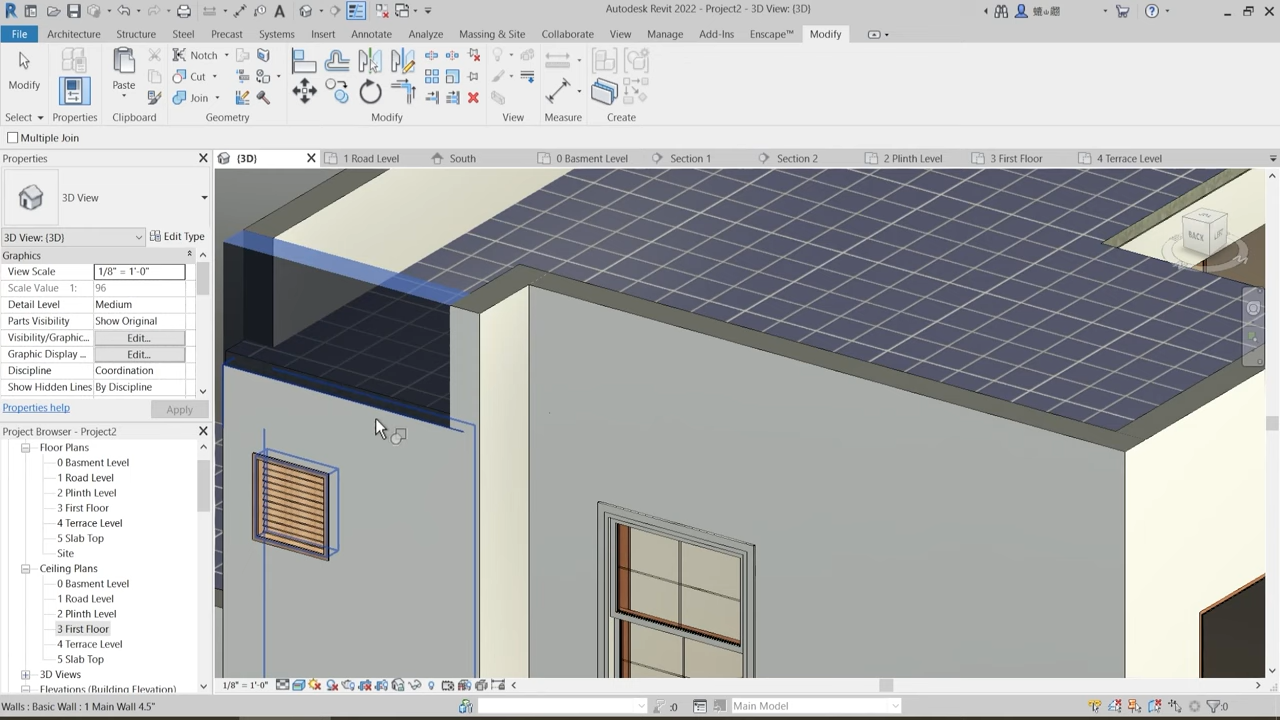 Autodesk Revit 2022 - Project2 - 3D View: {3D}
File Architecture Structure Steel Precast Systems Insert Annotate Analyze Massing & Site Collaborate View Manage Add-Ins Enscape™ Modify
Modify
Paste
Notch
Cut
Join
Select Properties Clipboard Geometry Modify View Measure Create
Multiple Join
Properties
{3D} 1 Road Level South 0 Basment Level Section 1 Section 2 2 Plinth Level 3 First Floor 4 Terrace Level
3D View
3D View: {3D} Edit Type
Graphics
View Scale 1/8" = 1'-0"
Scale Value 1: 96
Detail Level Medium
Parts Visibility Show Original
Visibility/Graphic... Edit...
Graphic Display ... Edit...
Discipline Coordination
Show Hidden Lines By Discipline
Properties help Apply
BACK
Project Browser - Project2
Floor Plans
0 Basment Level
1 Road Level
2 Plinth Level
3 First Floor
4 Terrace Level
5 Slab Top
Site
Ceiling Plans
0 Basment Level
1 Road Level
2 Plinth Level
3 First Floor
4 Terrace Level
5 Slab Top
3D Views
Elevations (Building Elevation)
1/8" = 1'-0"
Walls : Basic Wall : 1 Main Wall 4.5"
:0
Main Model
:0